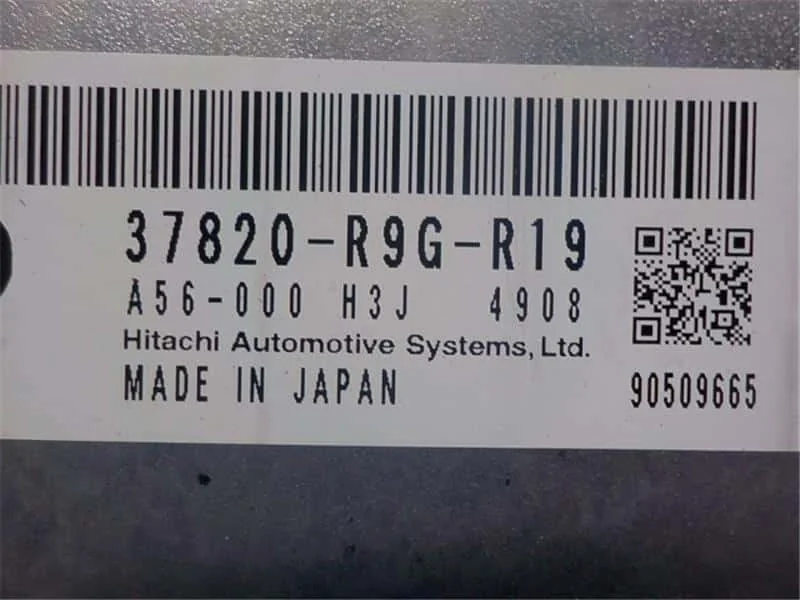 37820-R9G-R19
A56-000 H3J 4908
Hitachi Automotive Systems, Ltd.
MADE IN JAPAN
90509665